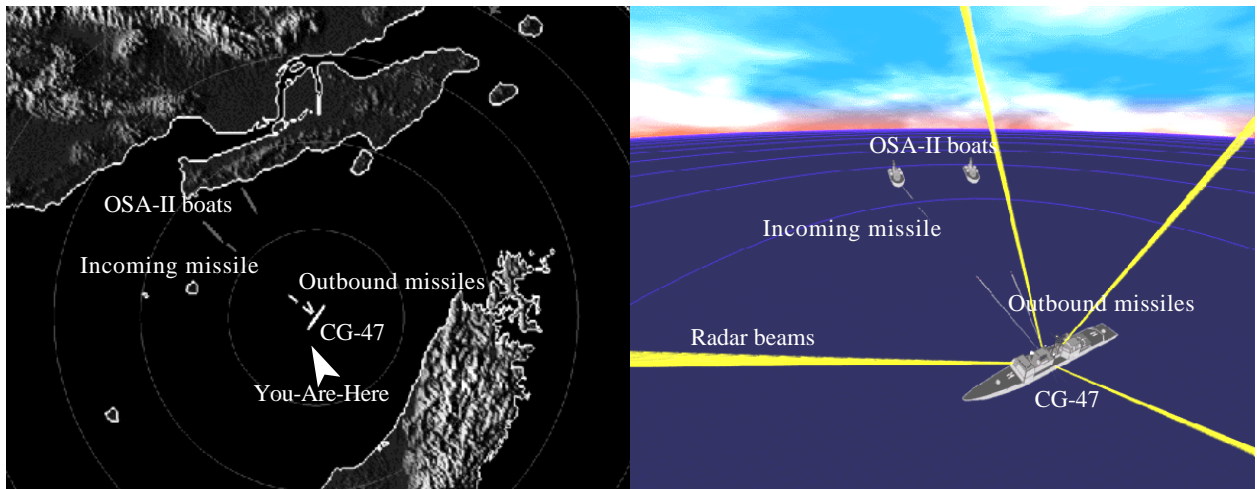 OSA-II boats
Incoming missile
Outbound missiles
CG-47
You-Are-Here
OSA-II boats
Incoming missile
Outbound missiles
Radar beams
CG-47